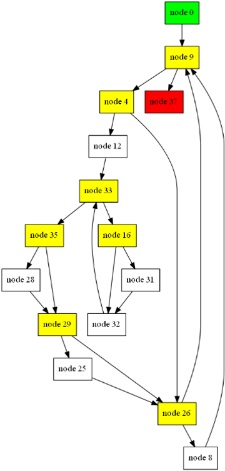 node 0
node 9
node 4
node 37
node 12
node 33
node 35
node 16
node 28
node 31
node 29
node 32
node 25
node 26
node 8